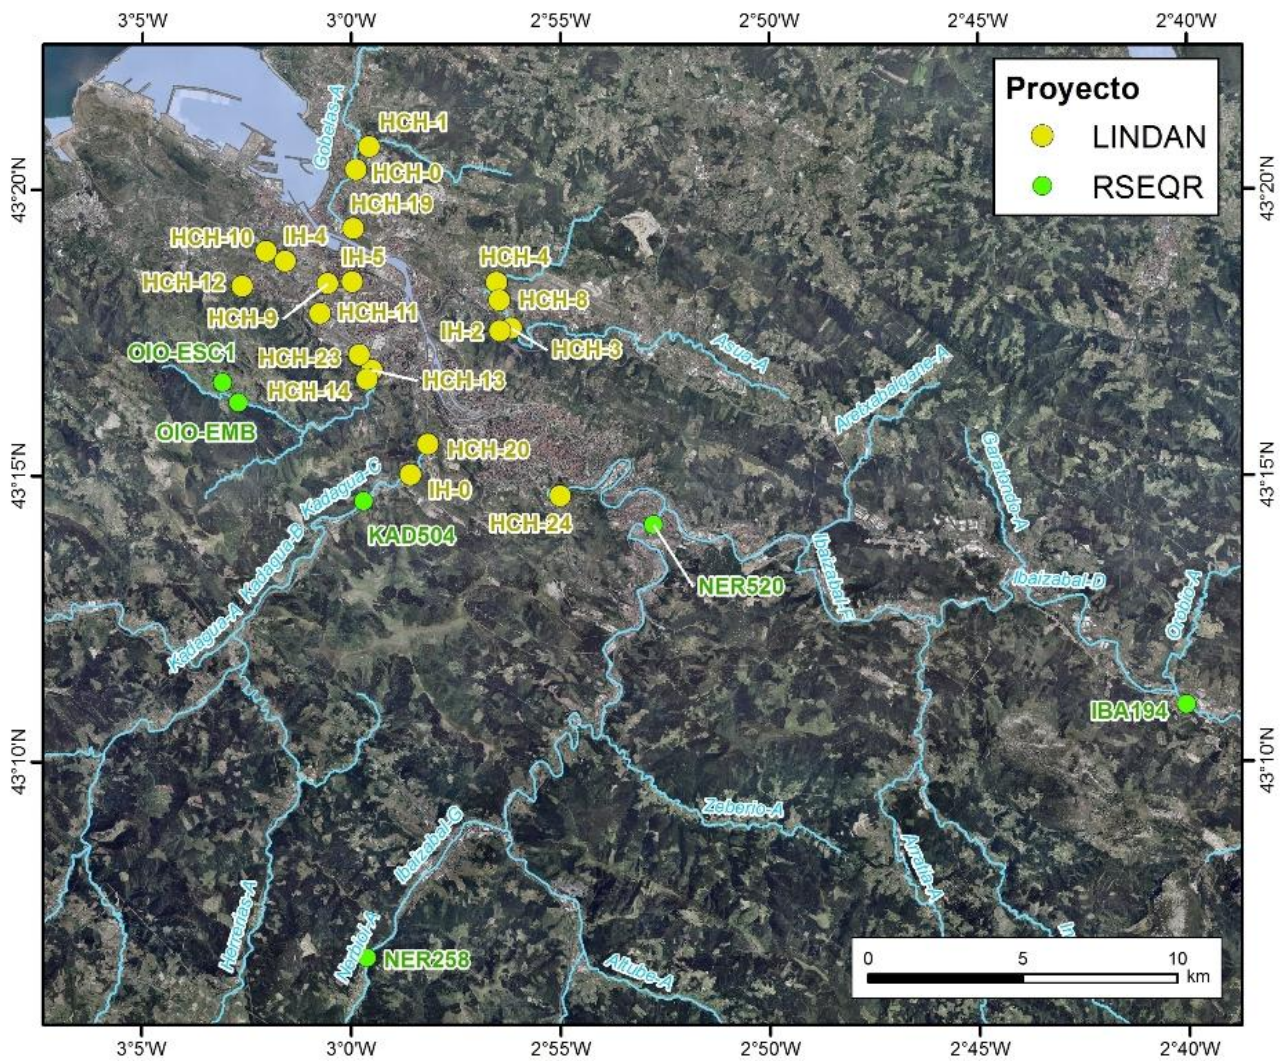 3°5'W
3°0'W
2°55'W
2°50'W
2°45'W
2°40'W
Proyecto
LINDAN
RSEQR
43°20'N
43°20'N
Gobelas-A
HCH-1
HCH-0
HCH-19
HCH-10
IH-4
IH-5
HCH-4
HCH-12
HCH-8
HCH-9
HCH-11
IH-2
HCH-3
OIO-ESC1
HCH-23
HCH-13
Asua-A
HCH-14
Aretxabalgane-A
OIO-EMB
HCH-20
43°15'N
43°15'N
Kadagua-C
IH-0
Garatondo-A
HCH-24
KAD504
Kadagua-B
NER520
Ibaizabal-F
Ibaizabal-D
Orobio-A
Kadagua-A
IBA194
43°10'N
43°10'N
Zeberio-A
Ibaizabal-G
Arratia-A
Herrerias-A
Nerbioi-A
NER258
Altube-A
0
5
10
km
3°5'W
3°0'W
2°55'W
2°50'W
2°45'W
2°40'W